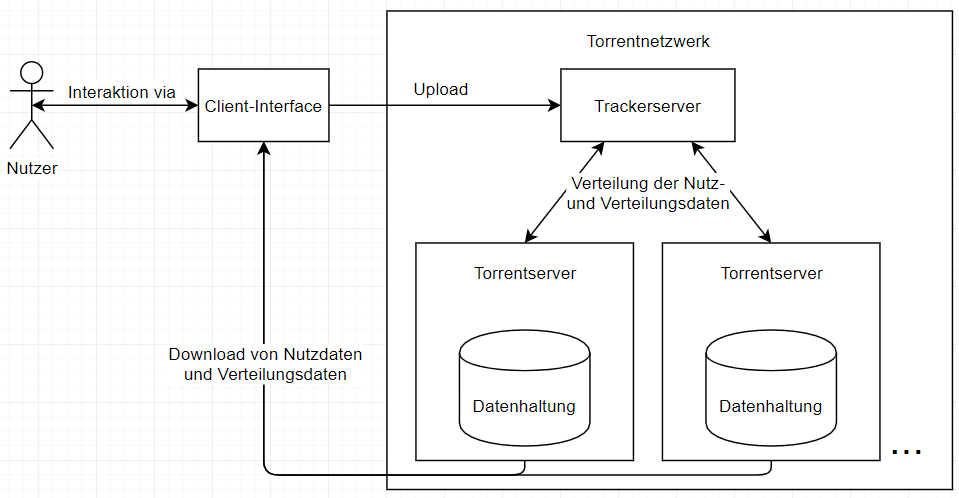 Torrentnetzwerk
Interaktion via
Upload
Client-Interface
Trackerserver
Nutzer
Verteilung der Nutz-
und Verteilungsdaten
Torrentserver
Torrentserver
Download von Nutzdaten
und Verteilungsdaten
Datenhaltung
Datenhaltung
...